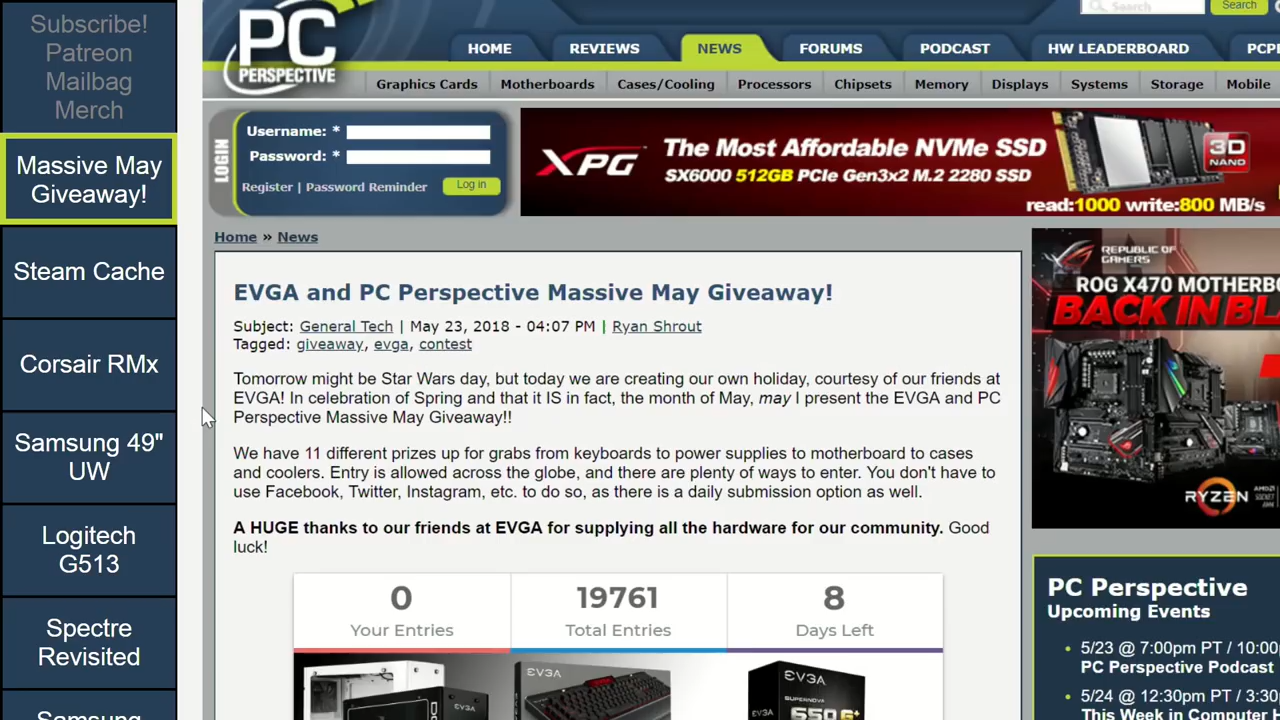 Subscribe!
Patreon
Mailbag
Merch
Massive May
Giveaway!
Steam Cache
Corsair RMx
Samsung 49"
UW
Logitech
G513
Spectre
Revisited
Samsung
PC
PERSPECTIVE
Search
Search
HOME
REVIEWS
NEWS
FORUMS
PODCAST
HW LEADERBOARD
PCP
Graphics Cards
Motherboards
Cases/Cooling
Processors
Chipsets
Memory
Displays
Systems
Storage
Mobile
LOGIN
Username: *
Password: *
Register | Password Reminder
Log in
XPG
The Most Affordable NVMe SSD
SX6000 512GB PCIe Gen3x2 M.2 2280 SSD
3D
NAND
read:1000 write:800 MB/s
Home » News
EVGA and PC Perspective Massive May Giveaway!
Subject: General Tech | May 23, 2018 - 04:07 PM | Ryan Shrout
Tagged: giveaway, evga, contest
Tomorrow might be Star Wars day, but today we are creating our own holiday, courtesy of our friends at
EVGA! In celebration of Spring and that it IS in fact, the month of May, may I present the EVGA and PC
Perspective Massive May Giveaway!!
We have 11 different prizes up for grabs from keyboards to power supplies to motherboard to cases
and coolers. Entry is allowed across the globe, and there are plenty of ways to enter. You don't have to
use Facebook, Twitter, Instagram, etc. to do so, as there is a daily submission option as well.
A HUGE thanks to our friends at EVGA for supplying all the hardware for our community. Good
luck!
0
Your Entries
19761
Total Entries
8
Days Left
EVGA
EVGA
SUPERNOVA
650 G+
REPUBLIC OF
GAMERS
ROG X470 MOTHERBO
BACK IN BL
RYZEN
AMD
PC Perspective
Upcoming Events
5/23 @ 7:00pm PT / 10:00p
PC Perspective Podcast
5/24 @ 12:30pm PT / 3:30
This Week in Computer H